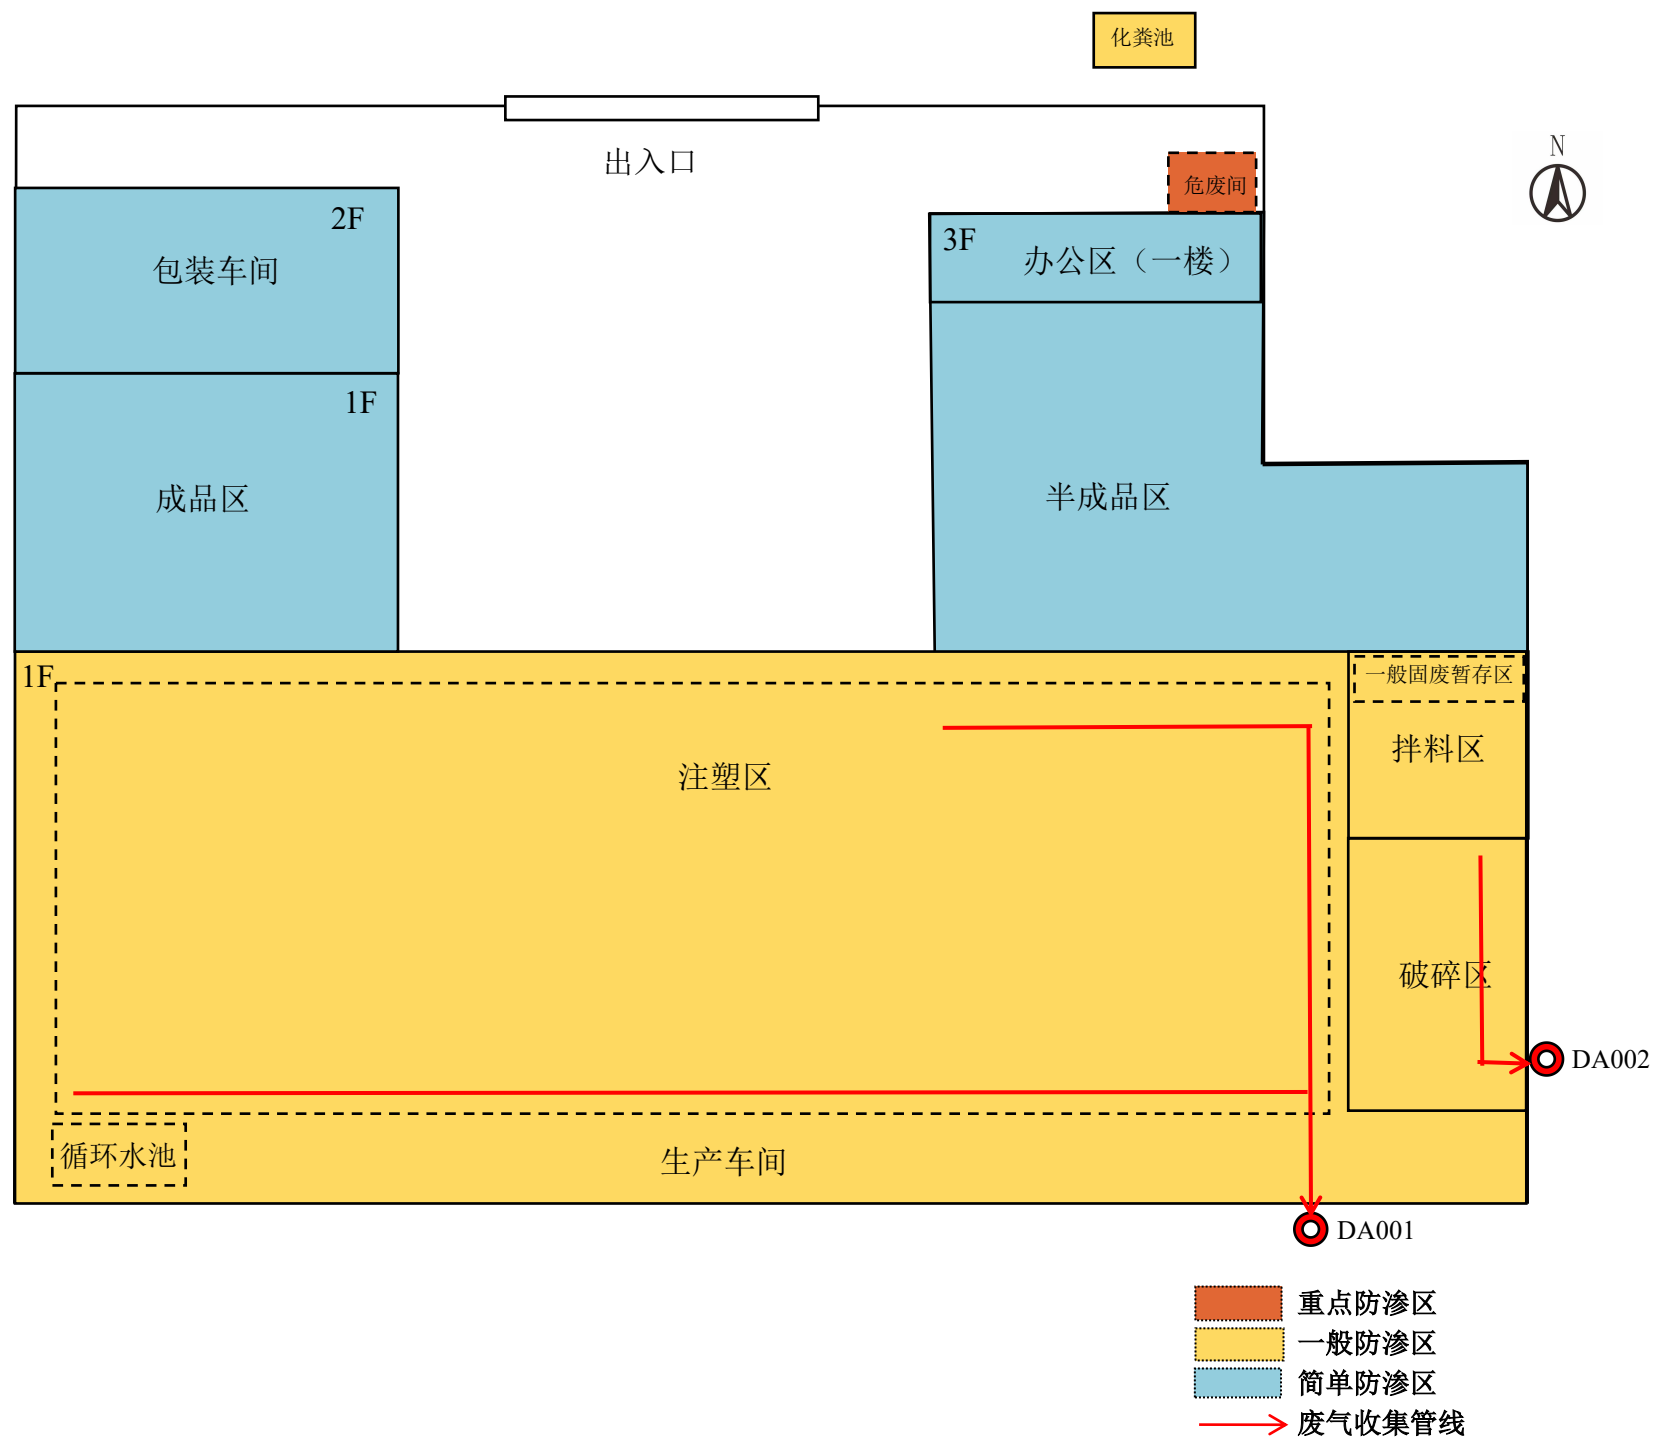 化粪池
出入口
N
危废间
2F
包装车间
3F
办公区（一楼）
1F
成品区
半成品区
1F
一般固废暂存区
注塑区
拌料区
破碎区
DA002
循环水池
生产车间
DA001
重点防渗区
一般防渗区
简单防渗区
废气收集管线